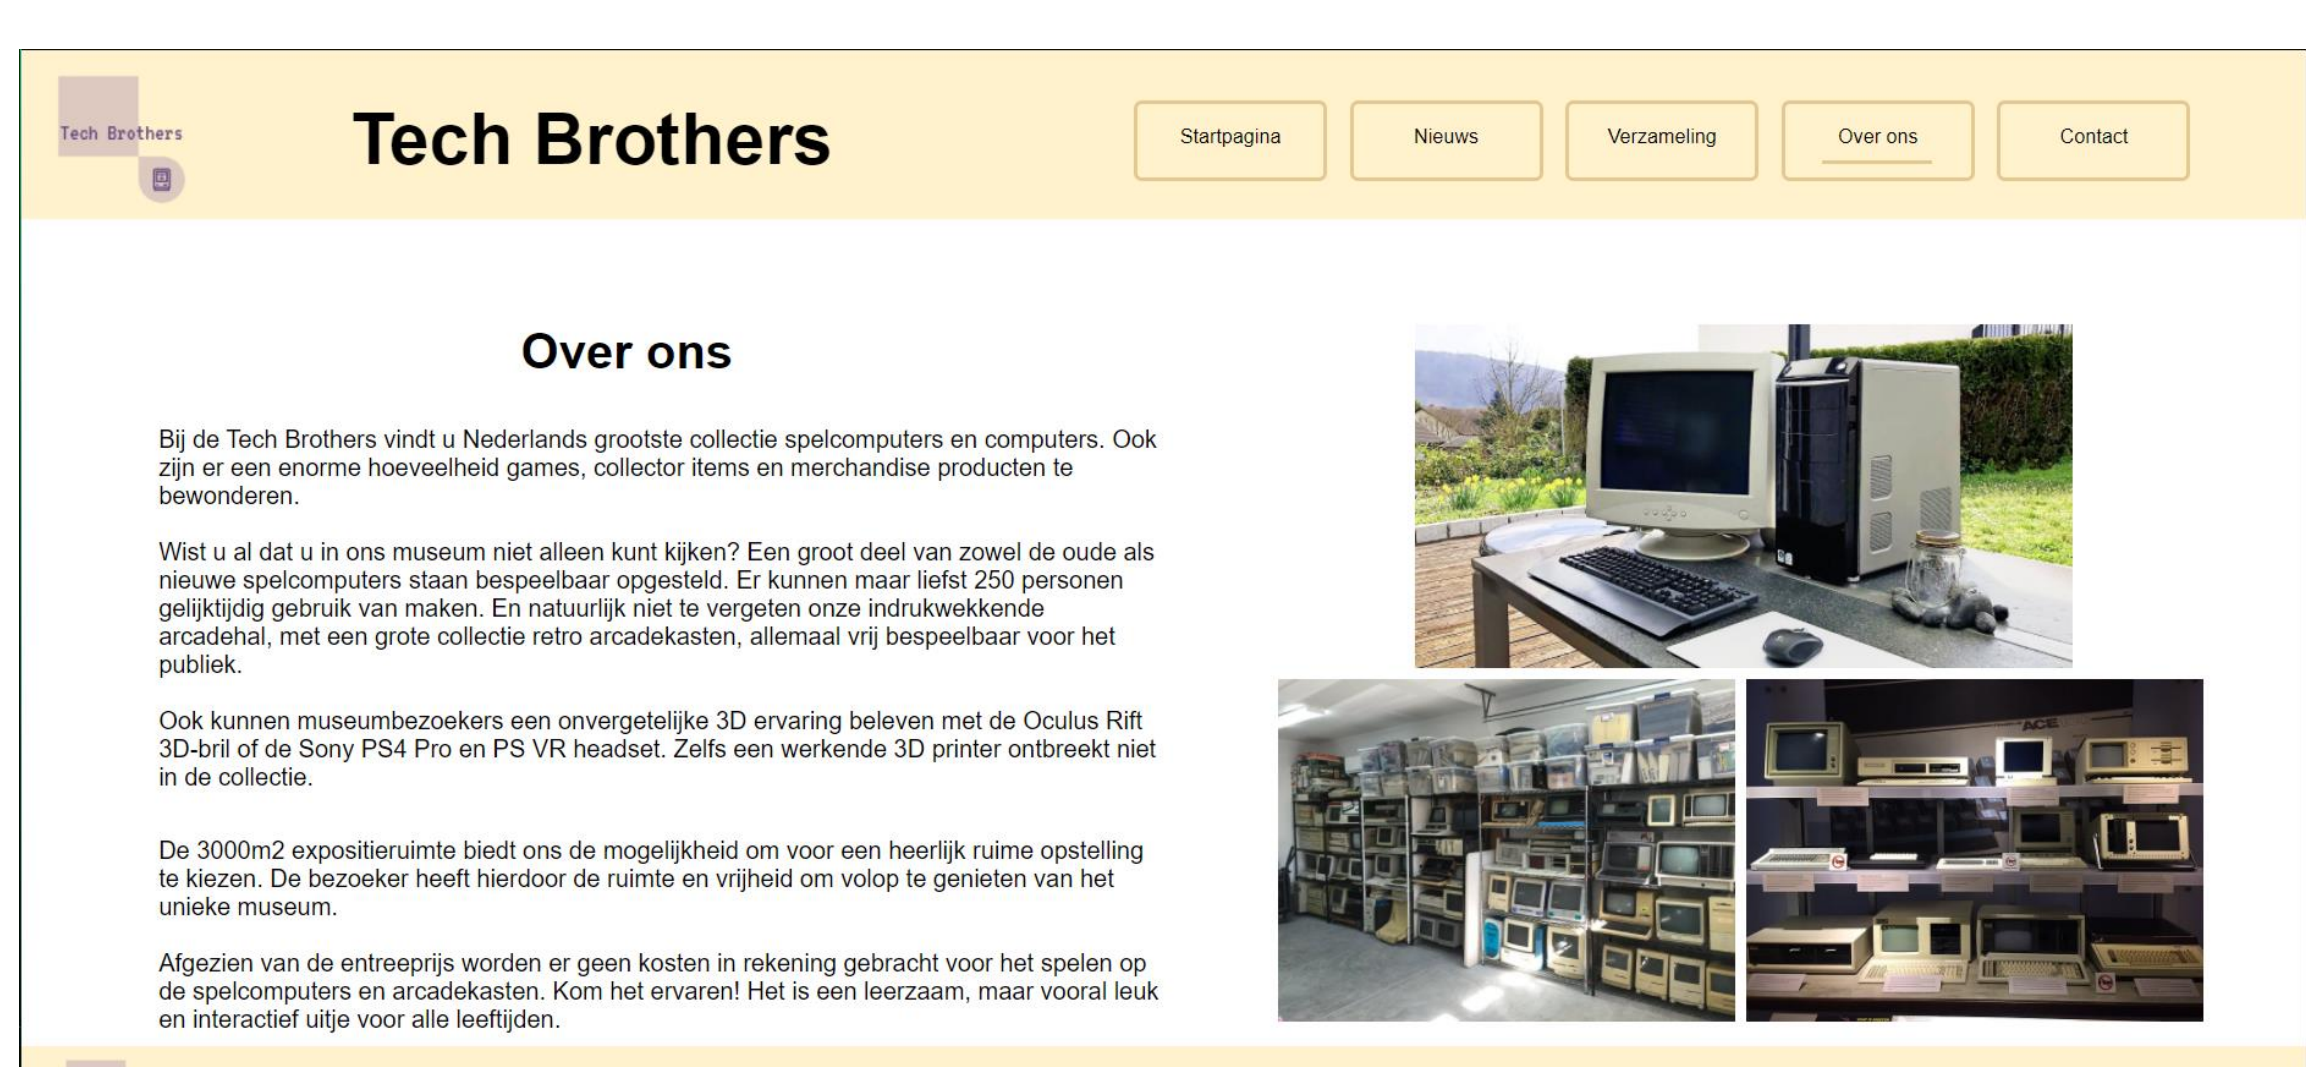 Tech Brothers
Tech Brothers
Startpagina
Nieuws
Verzameling
Over ons
Contact
Over ons
Bij de Tech Brothers vindt u Nederlands grootste collectie spelcomputers en computers. Ook
zijn er een enorme hoeveelheid games, collector items en merchandise producten te
bewonderen.
Wist u al dat u in ons museum niet alleen kunt kijken? Een groot deel van zowel de oude als
nieuwe spelcomputers staan bespeelbaar opgesteld. Er kunnen maar liefst 250 personen
gelijktijdig gebruik van maken. En natuurlijk niet te vergeten onze indrukwekkende
arcadehal, met een grote collectie retro arcadekasten, allemaal vrij bespeelbaar voor het
publiek.
Ook kunnen museumbezoekers een onvergetelijke 3D ervaring beleven met de Oculus Rift
3D-bril of de Sony PS4 Pro en PS VR headset. Zelfs een werkende 3D printer ontbreekt niet
in de collectie.
De 3000m2 expositieruimte biedt ons de mogelijkheid om voor een heerlijk ruime opstelling
te kiezen. De bezoeker heeft hierdoor de ruimte en vrijheid om volop te genieten van het
unieke museum.
Afgezien van de entreeprijs worden er geen kosten in rekening gebracht voor het spelen op
de spelcomputers en arcadekasten. Kom het ervaren! Het is een leerzaam, maar vooral leuk
en interactief uitje voor alle leeftijden.
ACE